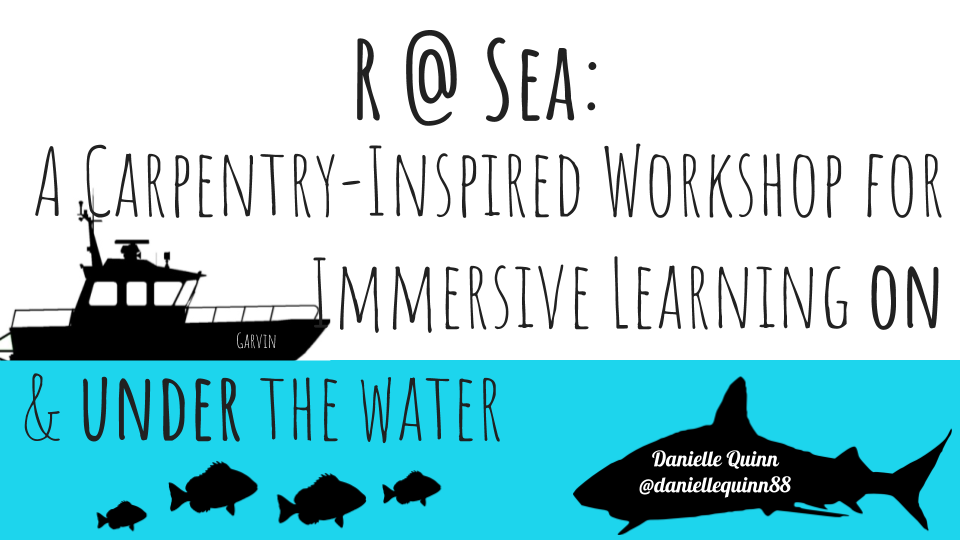 R @ Sea:
A Carpentry-Inspired Workshop for
Immersive Learning on
Garvin
& under the water
Danielle Quinn
@daniellequinn88